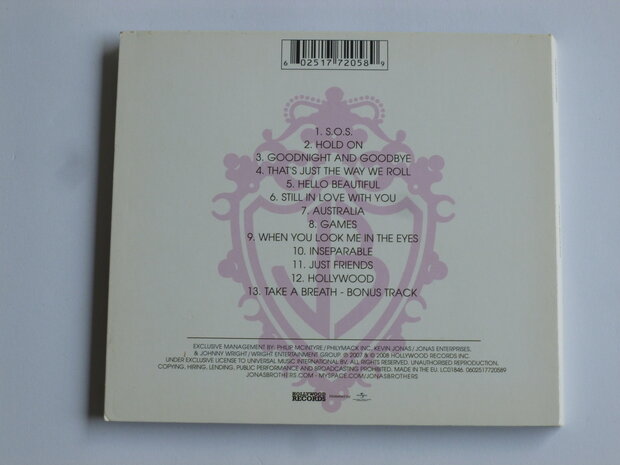 6 02517 72058 9
1. S.O.S.
2. HOLD ON
3. GOODNIGHT AND GOODBYE
4. THAT'S JUST THE WAY WE ROLL
5. HELLO BEAUTIFUL
6. STILL IN LOVE WITH YOU
7. AUSTRALIA
8. GAMES
9. WHEN YOU LOOK ME IN THE EYES
10. INSEPARABLE
11. JUST FRIENDS
12. HOLLYWOOD
13. TAKE A BREATH - BONUS TRACK
EXCLUSIVE MANAGEMENT BY: PHILIP MCINTYRE/PHILYMACK INC. KEVIN JONAS/JONAS ENTERPRISES,
& JOHNNY WRIGHT/WRIGHT ENTERTAINMENT GROUP. ℗ 2007 & © 2008 HOLLYWOOD RECORDS INC.
UNDER EXCLUSIVE LICENSE TO UNIVERSAL MUSIC INTERNATIONAL BV. ALL RIGHTS RESERVED. UNAUTHORISED REPRODUCTION,
COPYING, HIRING, LENDING, PUBLIC PERFORMANCE AND BROADCASTING PROHIBITED. MADE IN THE EU. LC01846. 0602517720589
JONASBROTHERS.COM - MYSPACE.COM/JONASBROTHERS
HOLLYWOOD
RECORDS